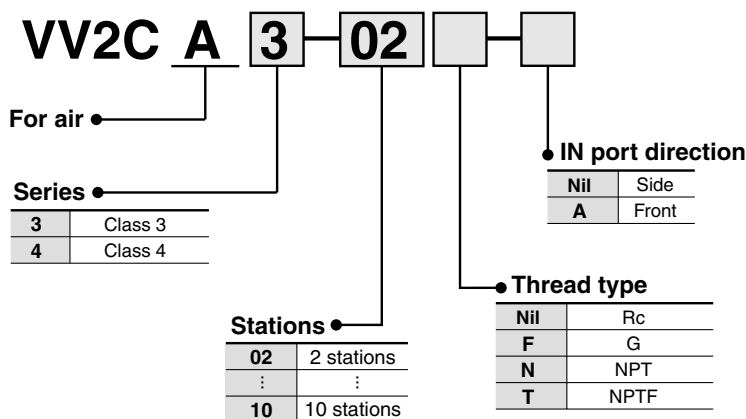 VV2C A 3-02 -
For air
IN port direction
Nil Side
A Front
Series
3 Class 3
4 Class 4
Thread type
Nil Rc
F G
N NPT
T NPTF
Stations
02 2 stations
⋮ ⋮
10 10 stations